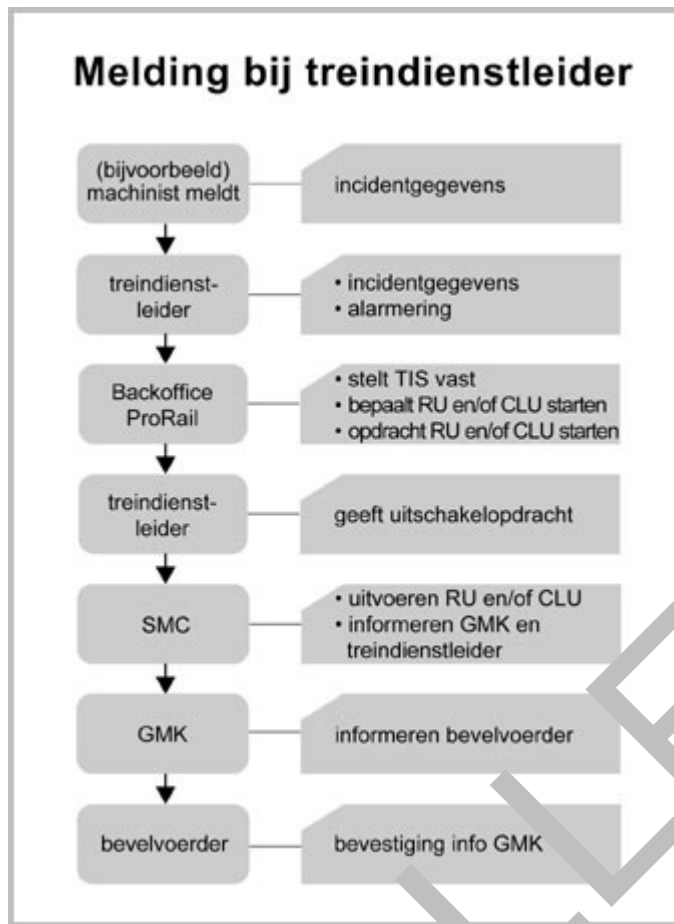 Melding bij treindienstleider
(bijvoorbeeld)
machinist meldt
incidentgegevens
treindienst-
leider
• incidentgegevens
• alarmering
Backoffice
ProRail
• stelt TIS vast
• bepaalt RU en/of CLU starten
• opdracht RU en/of CLU starten
treindienst-
leider
geeft uitschakelopdracht
SMC
• uitvoeren RU en/of CLU
• informeren GMK en
treindienstleider
GMK
informeren bevelvoerder
bevelvoerder
bevestiging info GMK